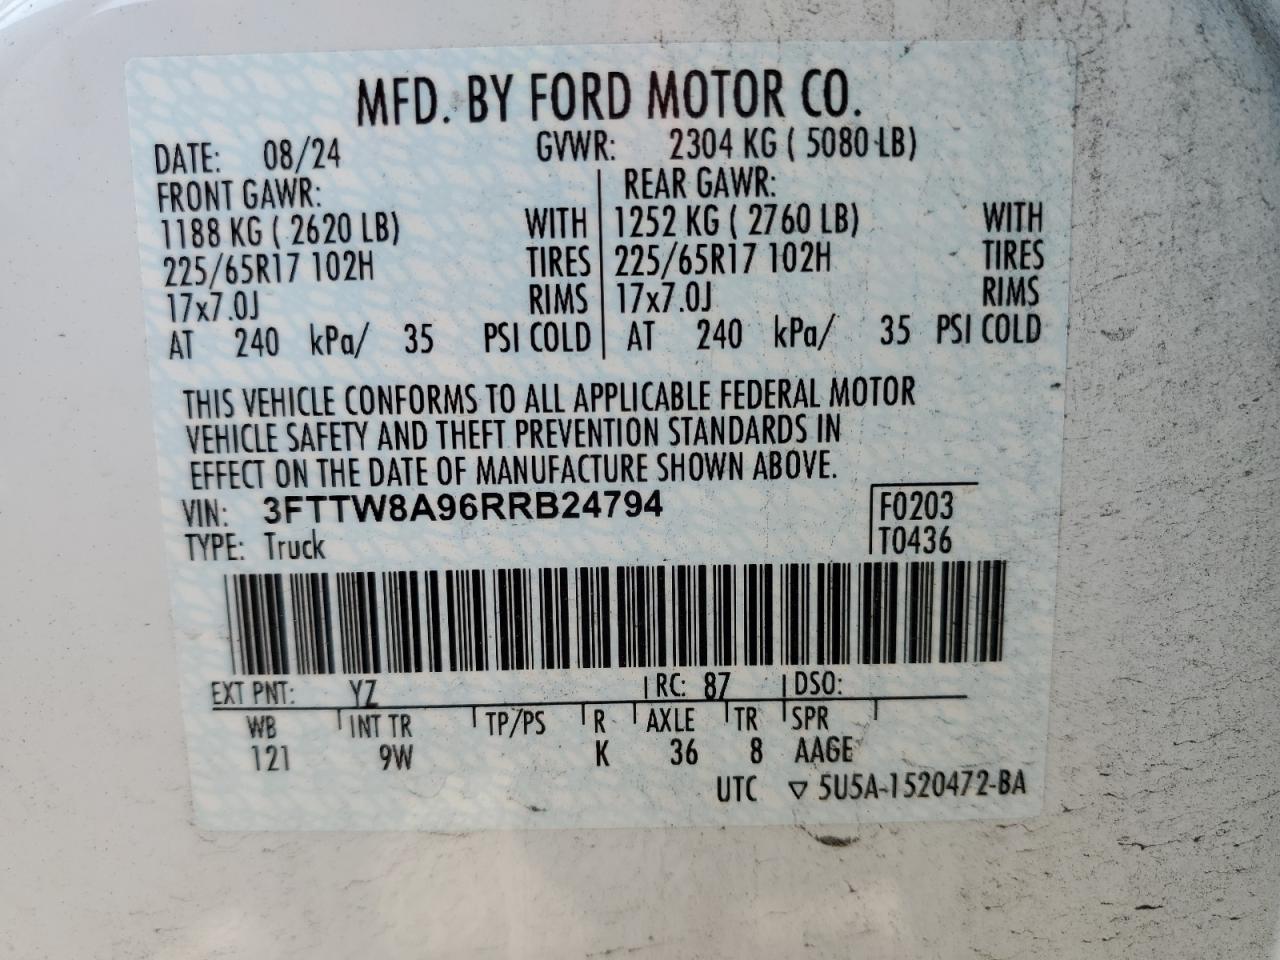 MFD. BY FORD MOTOR CO.
DATE: 08/24 GVWR: 2304 KG ( 5080 LB)
FRONT GAWR: REAR GAWR:
1188 KG ( 2620 LB) WITH 1252 KG ( 2760 LB) WITH
225/65R17 102H TIRES 225/65R17 102H TIRES
17x7.0J RIMS 17x7.0J RIMS
AT 240 kPa/ 35 PSI COLD AT 240 kPa/ 35 PSI COLD
THIS VEHICLE CONFORMS TO ALL APPLICABLE FEDERAL MOTOR
VEHICLE SAFETY AND THEFT PREVENTION STANDARDS IN
EFFECT ON THE DATE OF MANUFACTURE SHOWN ABOVE.
VIN: 3FTTW8A96RRB24794 F0203
TYPE: Truck T0436
EXT PNT: YZ RC: 87 DSO:
WB INT TR TP/PS R AXLE TR SPR
121 9W K 36 8 AAGE
UTC ▽ 5U5A-1520472-BA